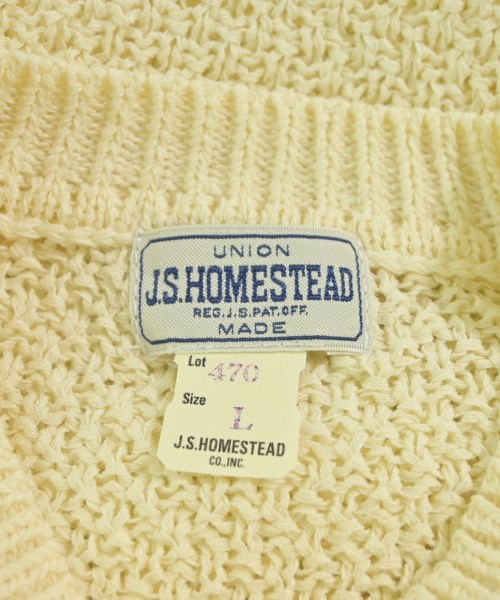 UNION
J.S.HOMESTEAD
REG.J.S.PAT.OFF.
MADE
Lot 470
Size L
J.S.HOMESTEAD
CO.,INC.